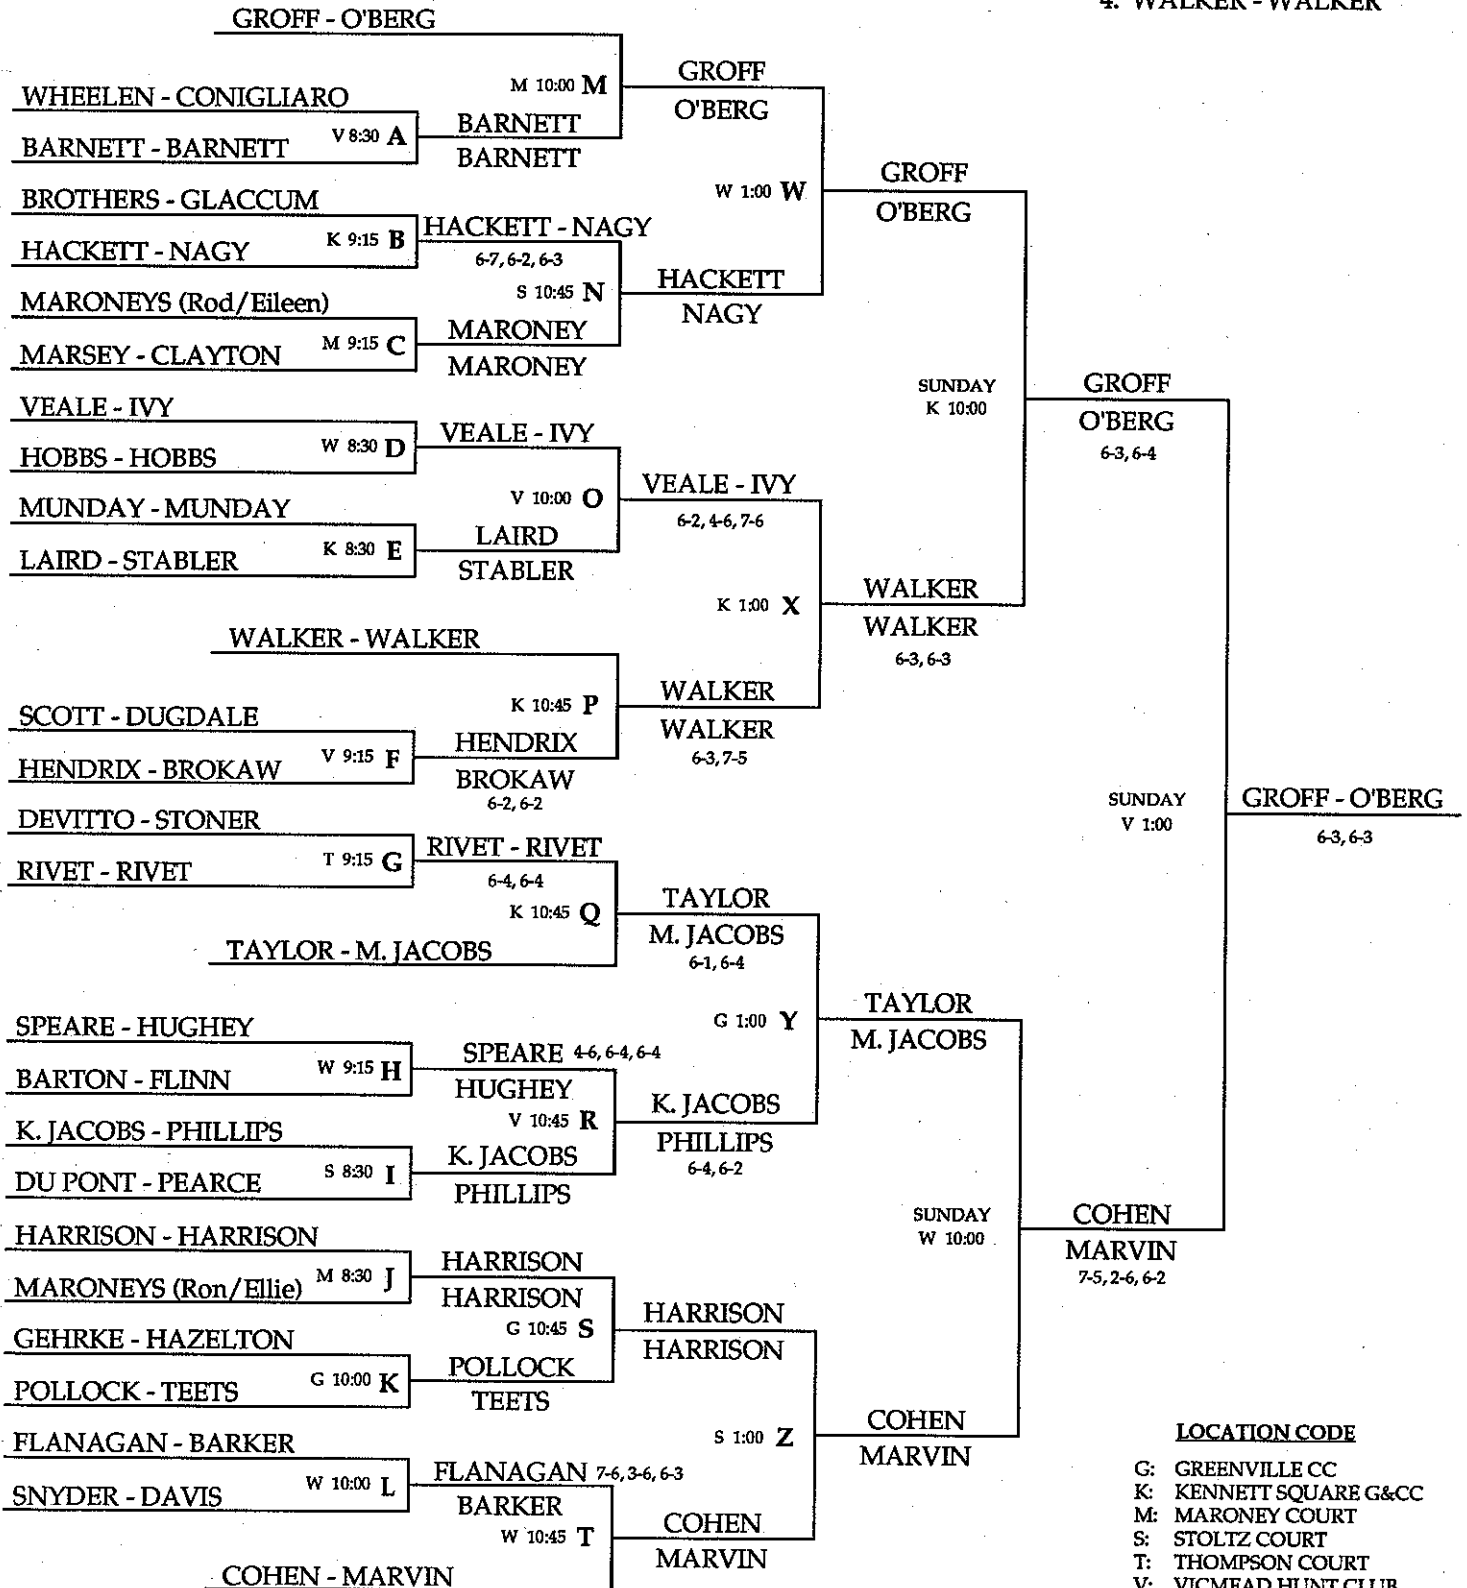 4. WALKER - WALKER
GROFF - O'BERG
M 10:00 M
GROFF
O'BERG
WHEELEN - CONIGLIARO
V 8:30 A
BARNETT - BARNETT
BARNETT
BARNETT
BROTHERS - GLACCUM
K 9:15 B
HACKETT - NAGY
HACKETT - NAGY
6-7, 6-2, 6-3
W 1:00 W
GROFF
O'BERG
S 10:45 N
HACKETT
NAGY
MARONEYS (Rod/Eileen)
M 9:15 C
MARSEY - CLAYTON
MARONEY
MARONEY
SUNDAY
K 10:00
GROFF
O'BERG
6-3, 6-4
VEALE - IVY
W 8:30 D
HOBBS - HOBBS
VEALE - IVY
V 10:00 O
VEALE - IVY
6-2, 4-6, 7-6
MUNDAY - MUNDAY
K 8:30 E
LAIRD - STABLER
LAIRD
STABLER
K 1:00 X
WALKER
WALKER
6-3, 6-3
WALKER - WALKER
K 10:45 P
WALKER
WALKER
6-3, 7-5
SCOTT - DUGDALE
V 9:15 F
HENDRIX - BROKAW
HENDRIX
BROKAW
6-2, 6-2
SUNDAY
V 1:00
GROFF - O'BERG
6-3, 6-3
DEVITTO - STONER
T 9:15 G
RIVET - RIVET
RIVET - RIVET
6-4, 6-4
K 10:45 Q
TAYLOR
M. JACOBS
6-1, 6-4
TAYLOR - M. JACOBS
G 1:00 Y
TAYLOR
M. JACOBS
SPEARE - HUGHEY
W 9:15 H
BARTON - FLINN
SPEARE 4-6, 6-4, 6-4
HUGHEY
V 10:45 R
K. JACOBS
PHILLIPS
6-4, 6-2
K. JACOBS - PHILLIPS
S 8:30 I
DU PONT - PEARCE
K. JACOBS
PHILLIPS
SUNDAY
W 10:00
COHEN
MARVIN
7-5, 2-6, 6-2
HARRISON - HARRISON
M 8:30 J
MARONEYS (Ron/Ellie)
HARRISON
HARRISON
G 10:45 S
HARRISON
HARRISON
GEHRKE - HAZELTON
G 10:00 K
POLLOCK - TEETS
POLLOCK
TEETS
S 1:00 Z
COHEN
MARVIN
FLANAGAN - BARKER
W 10:00 L
SNYDER - DAVIS
FLANAGAN 7-6, 3-6, 6-3
BARKER
W 10:45 T
COHEN
MARVIN
COHEN - MARVIN
LOCATION CODE
G: GREENVILLE CC
K: KENNETT SQUARE G&CC
M: MARONEY COURT
S: STOLTZ COURT
T: THOMPSON COURT
V: VICMEAD HUNT CLUB